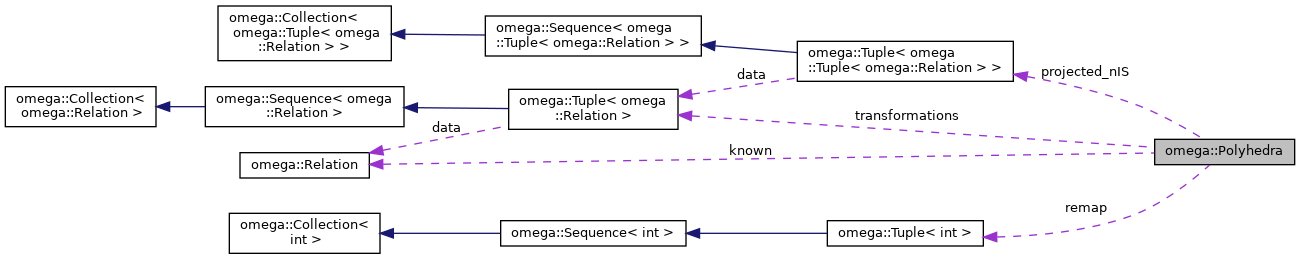 omega::Collection<
omega::Tuple< omega
::Relation > >
omega::Sequence< omega
::Tuple< omega::Relation > >
omega::Tuple< omega
::Tuple< omega::Relation > >
projected_nIS
data
omega::Collection<
omega::Relation >
omega::Sequence< omega
::Relation >
omega::Tuple< omega
::Relation >
transformations
data
omega::Relation
known
omega::Polyhedra
remap
omega::Collection<
int >
omega::Sequence< int >
omega::Tuple< int >